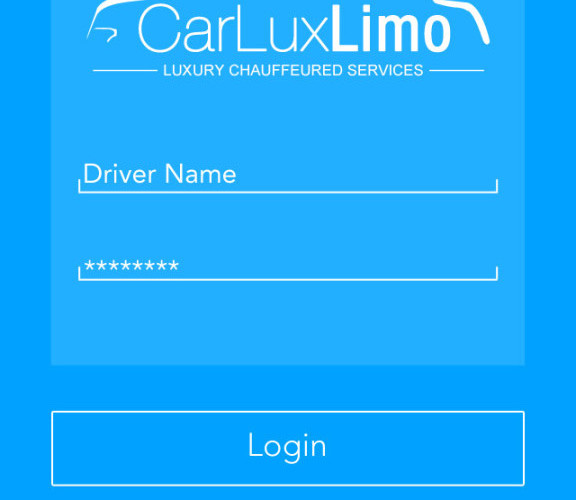 CarLuxLimo
LUXURY CHAUFFEURED SERVICES
Driver Name
********
Login